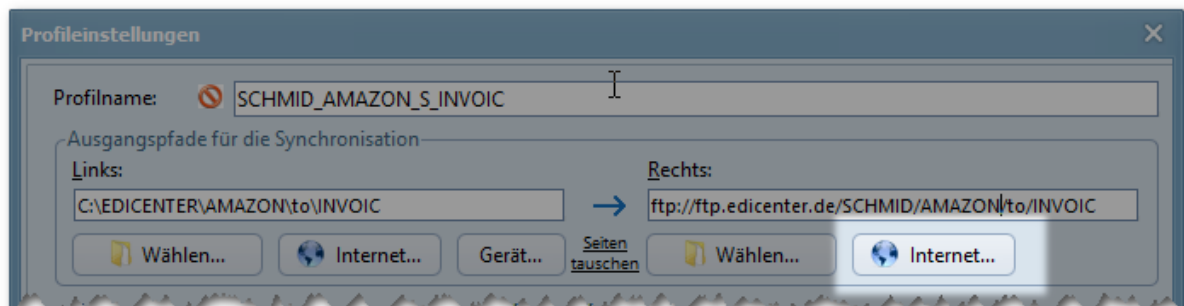 Profileinstellungen
Profilname: SCHMID_AMAZON_S_INVOIC
Ausgangspfade für die Synchronisation
Links: Rechts:
C:\EDICENTER\AMAZON\to\INVOIC ftp://ftp.edicenter.de/SCHMID/AMAZON/to/INVOIC
Wählen... Internet... Gerät... Seiten tauschen Wählen... Internet...